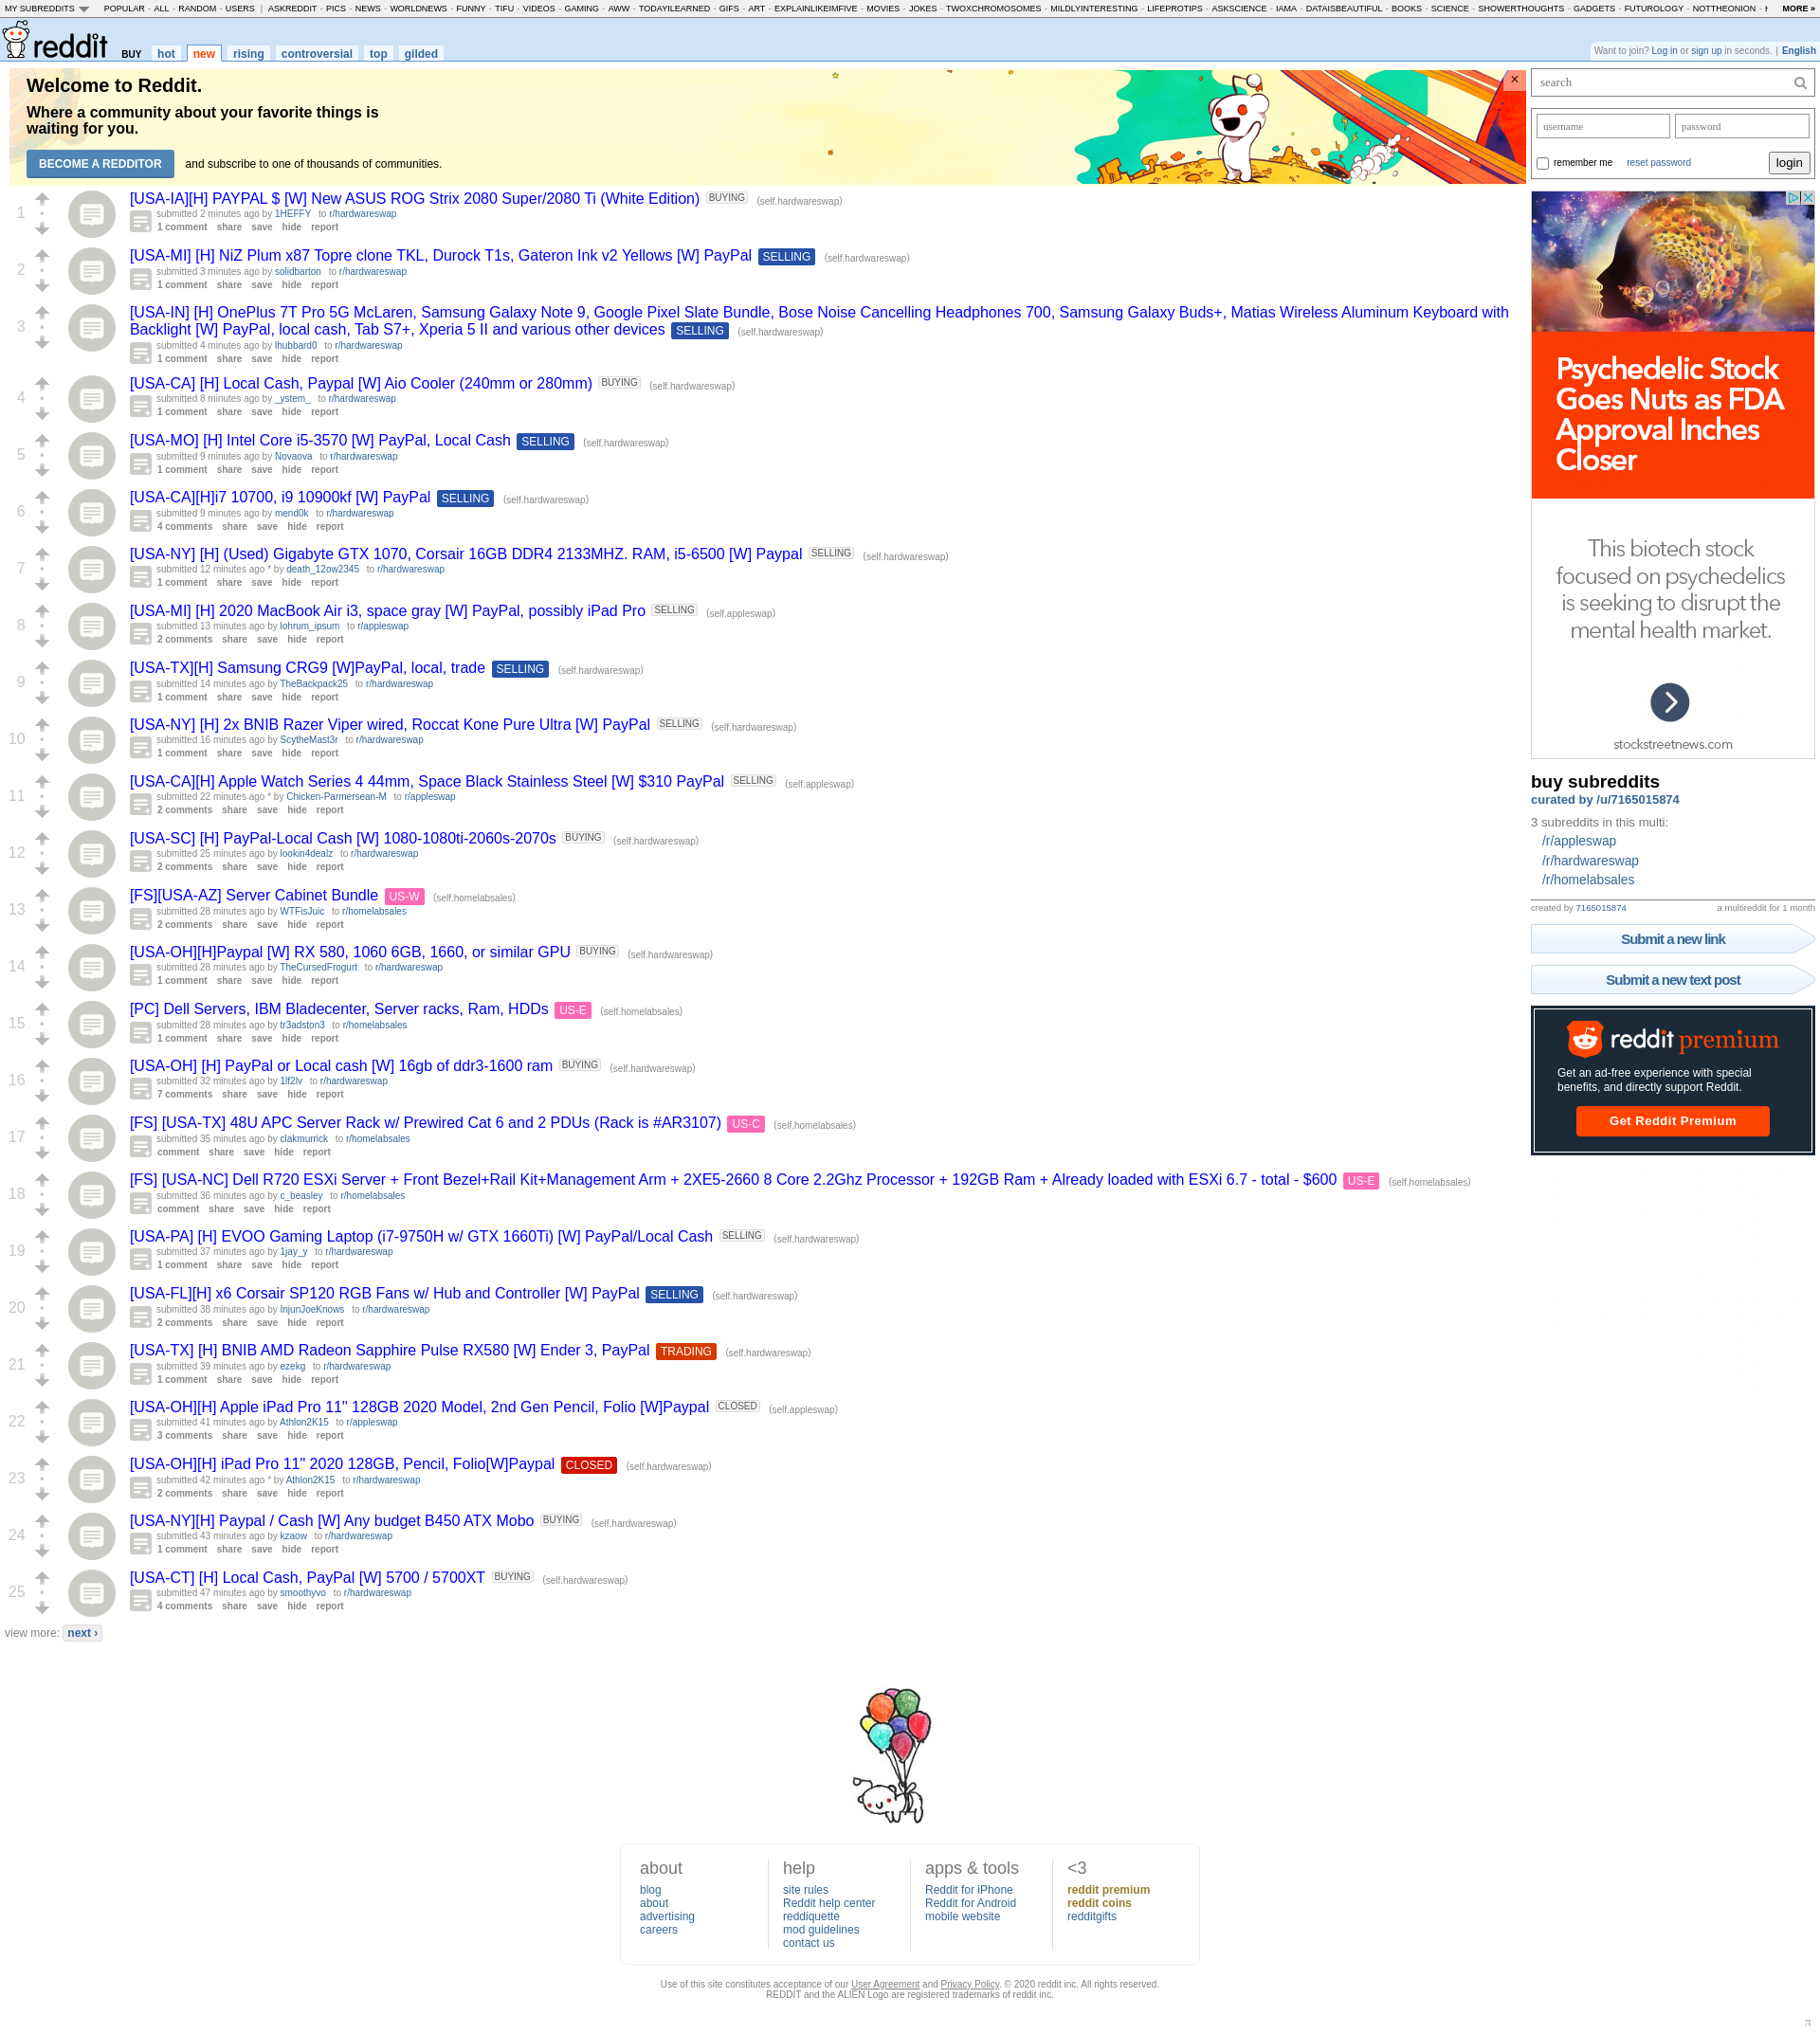 MY SUBREDDITS POPULAR - ALL - RANDOM - USERS | ASKREDDIT - PICS - NEWS - WORLDNEWS - FUNNY - TIFU - VIDEOS - GAMING - AWW - TODAYILEARNED - GIFS - ART - EXPLAINLIKEIMFIVE - MOVIES - JOKES - TWOXCHROMOSOMES - MILDLYINTERESTING - LIFEPROTIPS - ASKSCIENCE - IAMA - DATAISBEAUTIFUL - BOOKS - SCIENCE - SHOWERTHOUGHTS - GADGETS - FUTUROLOGY - NOTTHEONION - MORE »
reddit BUY hot new rising controversial top gilded
Want to join? Log in or sign up in seconds. | English
Welcome to Reddit.
Where a community about your favorite things is
waiting for you.
BECOME A REDDITOR and subscribe to one of thousands of communities.
×
1
[USA-IA][H] PAYPAL $ [W] New ASUS ROG Strix 2080 Super/2080 Ti (White Edition) BUYING (self.hardwareswap)
submitted 2 minutes ago by 1HEFFY to r/hardwareswap
1 comment share save hide report
2
[USA-MI] [H] NiZ Plum x87 Topre clone TKL, Durock T1s, Gateron Ink v2 Yellows [W] PayPal SELLING (self.hardwareswap)
submitted 3 minutes ago by solidbarton to r/hardwareswap
1 comment share save hide report
3
[USA-IN] [H] OnePlus 7T Pro 5G McLaren, Samsung Galaxy Note 9, Google Pixel Slate Bundle, Bose Noise Cancelling Headphones 700, Samsung Galaxy Buds+, Matias Wireless Aluminum Keyboard with
Backlight [W] PayPal, local cash, Tab S7+, Xperia 5 II and various other devices SELLING (self.hardwareswap)
submitted 4 minutes ago by lhubbard0 to r/hardwareswap
1 comment share save hide report
4
[USA-CA] [H] Local Cash, Paypal [W] Aio Cooler (240mm or 280mm) BUYING (self.hardwareswap)
submitted 8 minutes ago by _ystem_ to r/hardwareswap
1 comment share save hide report
5
[USA-MO] [H] Intel Core i5-3570 [W] PayPal, Local Cash SELLING (self.hardwareswap)
submitted 9 minutes ago by Novaova to r/hardwareswap
1 comment share save hide report
6
[USA-CA][H]i7 10700, i9 10900kf [W] PayPal SELLING (self.hardwareswap)
submitted 9 minutes ago by mend0k to r/hardwareswap
4 comments share save hide report
7
[USA-NY] [H] (Used) Gigabyte GTX 1070, Corsair 16GB DDR4 2133MHZ. RAM, i5-6500 [W] Paypal SELLING (self.hardwareswap)
submitted 12 minutes ago * by death_12ow2345 to r/hardwareswap
1 comment share save hide report
8
[USA-MI] [H] 2020 MacBook Air i3, space gray [W] PayPal, possibly iPad Pro SELLING (self.appleswap)
submitted 13 minutes ago by lohrum_ipsum to r/appleswap
2 comments share save hide report
9
[USA-TX][H] Samsung CRG9 [W]PayPal, local, trade SELLING (self.hardwareswap)
submitted 14 minutes ago by TheBackpack25 to r/hardwareswap
1 comment share save hide report
10
[USA-NY] [H] 2x BNIB Razer Viper wired, Roccat Kone Pure Ultra [W] PayPal SELLING (self.hardwareswap)
submitted 16 minutes ago by ScytheMast3r to r/hardwareswap
1 comment share save hide report
11
[USA-CA][H] Apple Watch Series 4 44mm, Space Black Stainless Steel [W] $310 PayPal SELLING (self.appleswap)
submitted 22 minutes ago * by Chicken-Parmersean-M to r/appleswap
2 comments share save hide report
12
[USA-SC] [H] PayPal-Local Cash [W] 1080-1080ti-2060s-2070s BUYING (self.hardwareswap)
submitted 25 minutes ago by lookin4dealz to r/hardwareswap
2 comments share save hide report
13
[FS][USA-AZ] Server Cabinet Bundle US-W (self.homelabsales)
submitted 28 minutes ago by WTFisJuic to r/homelabsales
2 comments share save hide report
14
[USA-OH][H]Paypal [W] RX 580, 1060 6GB, 1660, or similar GPU BUYING (self.hardwareswap)
submitted 28 minutes ago by TheCursedFrogurt to r/hardwareswap
1 comment share save hide report
15
[PC] Dell Servers, IBM Bladecenter, Server racks, Ram, HDDs US-E (self.homelabsales)
submitted 28 minutes ago by tr3adston3 to r/homelabsales
1 comment share save hide report
16
[USA-OH] [H] PayPal or Local cash [W] 16gb of ddr3-1600 ram BUYING (self.hardwareswap)
submitted 32 minutes ago by 1lf2lv to r/hardwareswap
7 comments share save hide report
17
[FS] [USA-TX] 48U APC Server Rack w/ Prewired Cat 6 and 2 PDUs (Rack is #AR3107) US-C (self.homelabsales)
submitted 35 minutes ago by clakmurrick to r/homelabsales
comment share save hide report
18
[FS] [USA-NC] Dell R720 ESXi Server + Front Bezel+Rail Kit+Management Arm + 2XE5-2660 8 Core 2.2Ghz Processor + 192GB Ram + Already loaded with ESXi 6.7 - total - $600 US-E (self.homelabsales)
submitted 36 minutes ago by c_beasley to r/homelabsales
comment share save hide report
19
[USA-PA] [H] EVOO Gaming Laptop (i7-9750H w/ GTX 1660Ti) [W] PayPal/Local Cash SELLING (self.hardwareswap)
submitted 37 minutes ago by 1jay_y to r/hardwareswap
1 comment share save hide report
20
[USA-FL][H] x6 Corsair SP120 RGB Fans w/ Hub and Controller [W] PayPal SELLING (self.hardwareswap)
submitted 38 minutes ago by InjunJoeKnows to r/hardwareswap
2 comments share save hide report
21
[USA-TX] [H] BNIB AMD Radeon Sapphire Pulse RX580 [W] Ender 3, PayPal TRADING (self.hardwareswap)
submitted 39 minutes ago by ezekg to r/hardwareswap
1 comment share save hide report
22
[USA-OH][H] Apple iPad Pro 11" 128GB 2020 Model, 2nd Gen Pencil, Folio [W]Paypal CLOSED (self.appleswap)
submitted 41 minutes ago by Athlon2K15 to r/appleswap
3 comments share save hide report
23
[USA-OH][H] iPad Pro 11" 2020 128GB, Pencil, Folio[W]Paypal CLOSED (self.hardwareswap)
submitted 42 minutes ago * by Athlon2K15 to r/hardwareswap
2 comments share save hide report
24
[USA-NY][H] Paypal / Cash [W] Any budget B450 ATX Mobo BUYING (self.hardwareswap)
submitted 43 minutes ago by kzaow to r/hardwareswap
1 comment share save hide report
25
[USA-CT] [H] Local Cash, PayPal [W] 5700 / 5700XT BUYING (self.hardwareswap)
submitted 47 minutes ago by smoothyvo to r/hardwareswap
4 comments share save hide report
view more: next ›
search
username password
remember me reset password login
Psychedelic Stock
Goes Nuts as FDA
Approval Inches
Closer
This biotech stock
focused on psychedelics
is seeking to disrupt the
mental health market.
stockstreetnews.com
buy subreddits
curated by /u/7165015874
3 subreddits in this multi:
/r/appleswap
/r/hardwareswap
/r/homelabsales
created by 7165015874 a multireddit for 1 month
Submit a new link
Submit a new text post
reddit premium
Get an ad-free experience with special
benefits, and directly support Reddit.
Get Reddit Premium
about
blog
about
advertising
careers
help
site rules
Reddit help center
reddiquette
mod guidelines
contact us
apps & tools
Reddit for iPhone
Reddit for Android
mobile website
<3
reddit premium
reddit coins
redditgifts
Use of this site constitutes acceptance of our User Agreement and Privacy Policy. © 2020 reddit inc. All rights reserved.
REDDIT and the ALIEN Logo are registered trademarks of reddit inc.
π